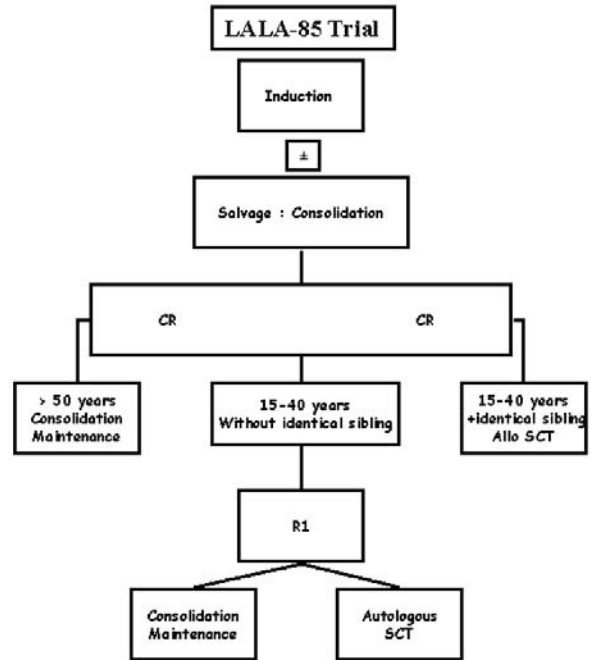 LALA-85 Trial
Induction
±
Salvage : Consolidation
CR
CR
> 50 years
Consolidation
Maintenance
15-40 years
Without identical sibling
15-40 years
+identical sibling
Allo SCT
R1
Consolidation
Maintenance
Autologous
SCT